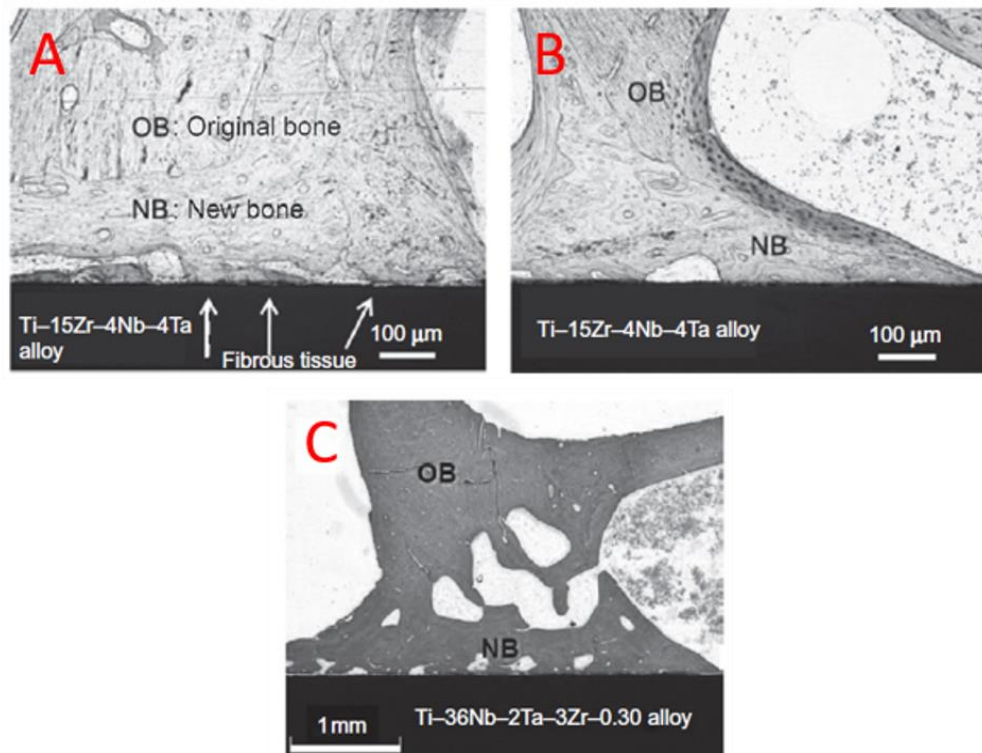 A
OB: Original bone
NB: New bone
Ti–15Zr–4Nb–4Ta
alloy
Fibrous tissue
100 μm
B
OB
NB
Ti–15Zr–4Nb–4Ta alloy
100 μm
C
OB
NB
1 mm
Ti–36Nb–2Ta–3Zr–0.30 alloy